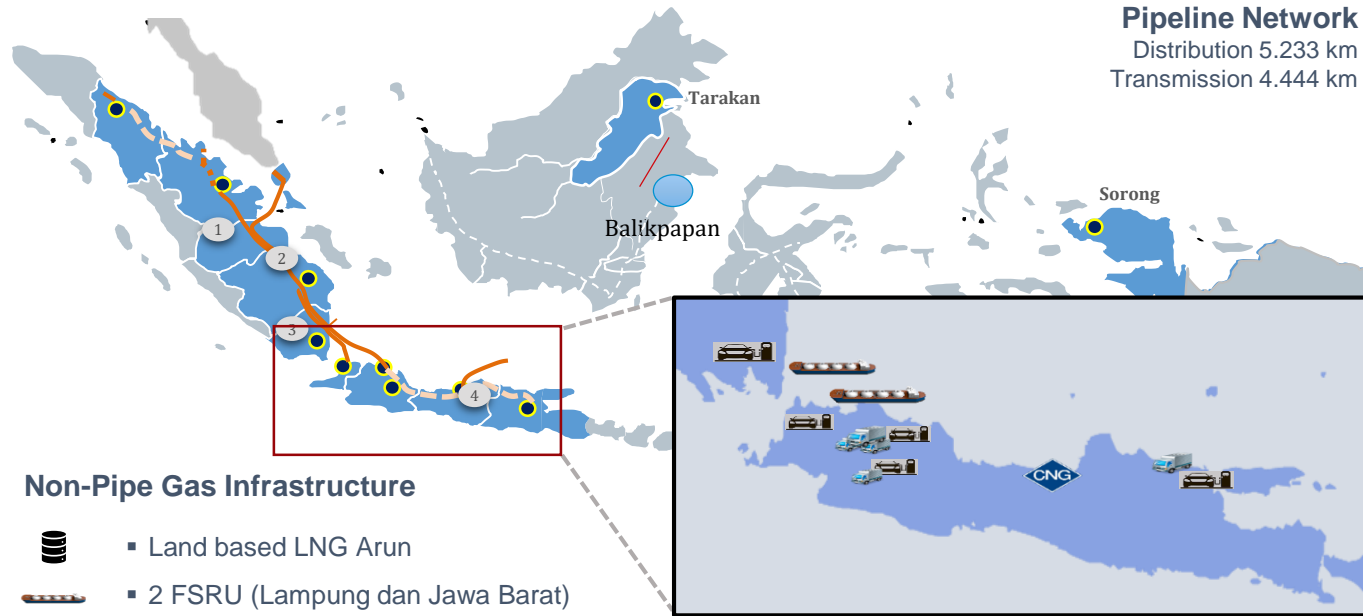 Pipeline Network
Distribution 5.233 km
Transmission 4.444 km
Tarakan
Balikpapan
Sorong
1
2
3
4
CNG
Non-Pipe Gas Infrastructure
▪ Land based LNG Arun
▪ 2 FSRU (Lampung dan Jawa Barat)